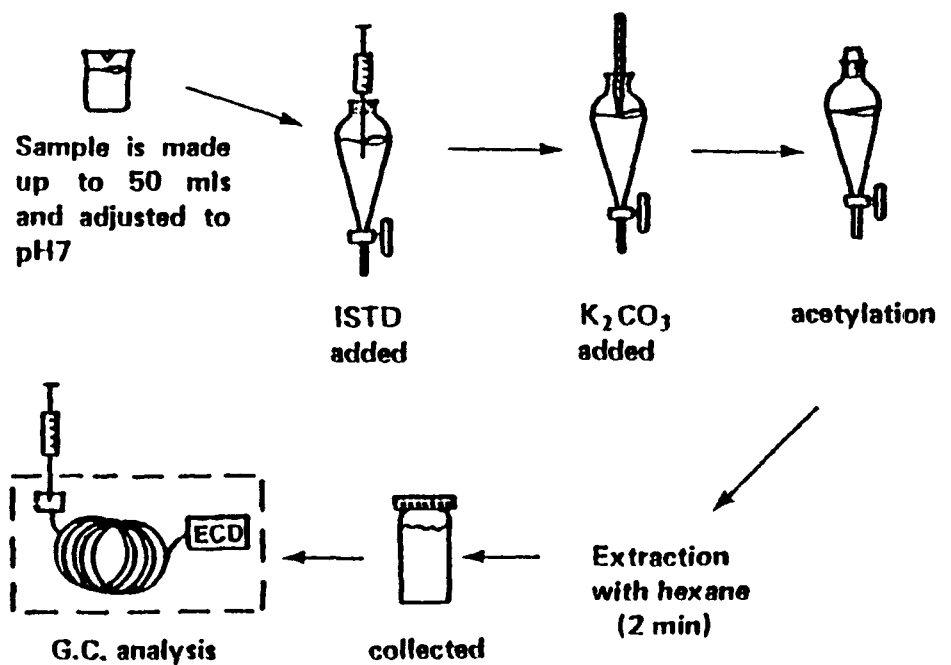 Sample is made
up to 50 mls
and adjusted to
pH7
ISTD
added
K₂CO₃
added
acetylation
Extraction
with hexane
(2 min)
collected
ECD
G.C. analysis